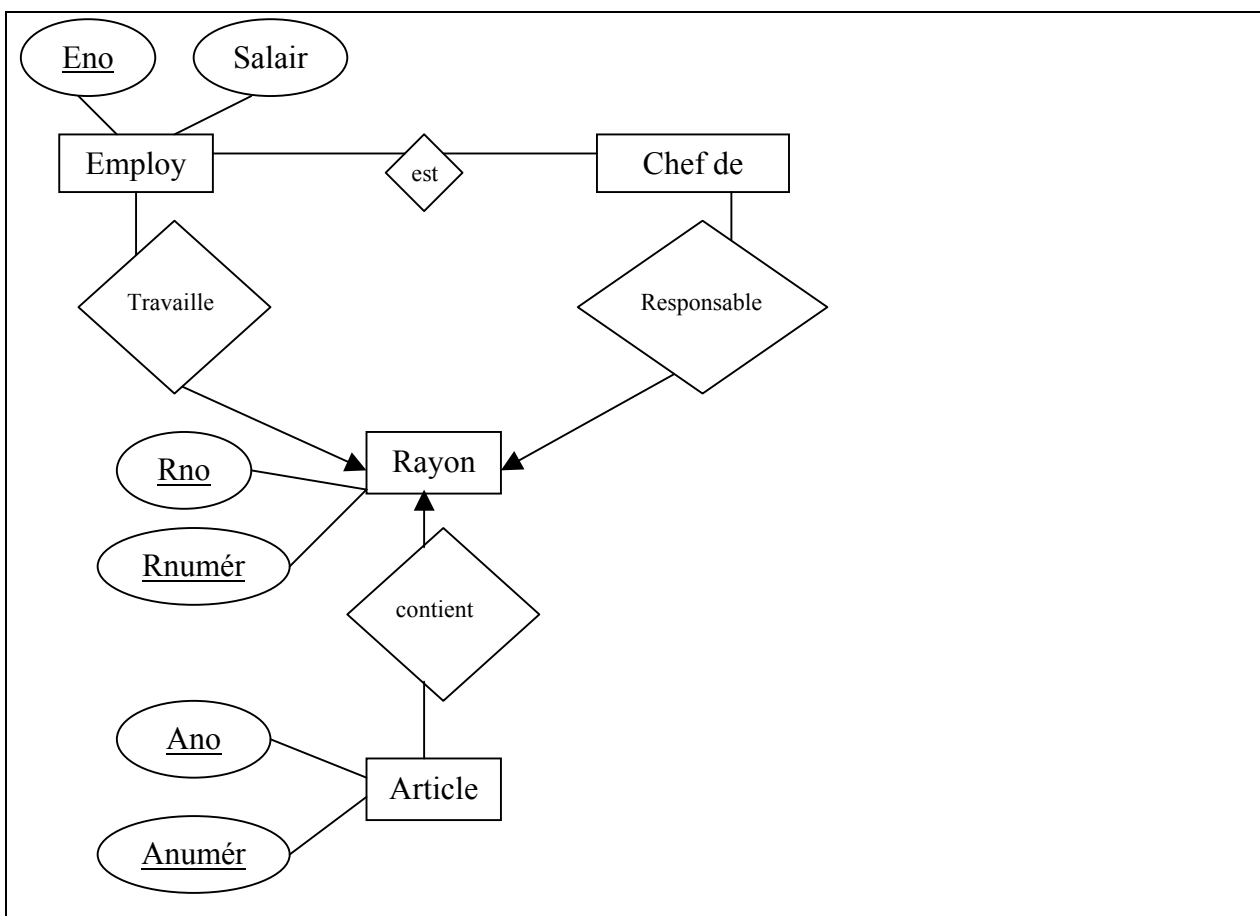 Eno
Salair
Employ
est
Chef de
Travaille
Responsable
Rno
Rayon
Rnumér
contient
Ano
Article
Anumér